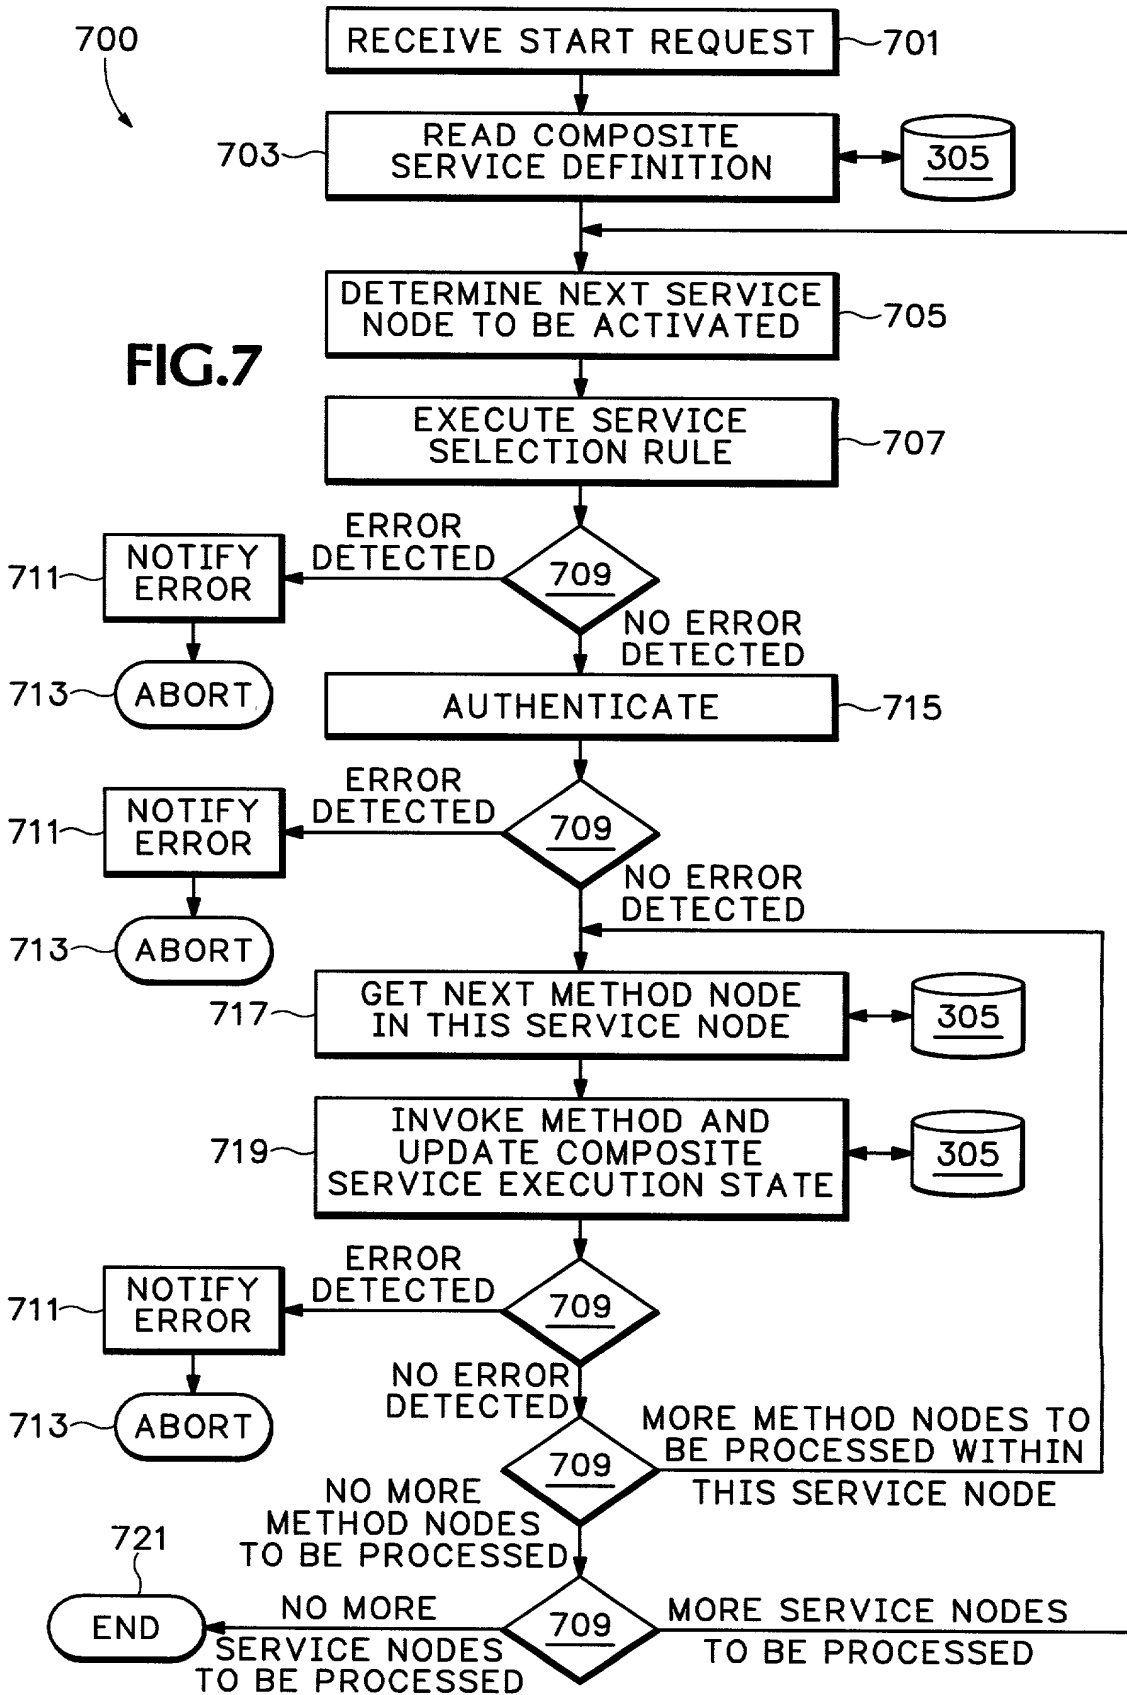 700
RECEIVE START REQUEST
701
703
READ COMPOSITE
SERVICE DEFINITION
305
DETERMINE NEXT SERVICE
NODE TO BE ACTIVATED
705
FIG.7
EXECUTE SERVICE
SELECTION RULE
707
ERROR
DETECTED
709
711
NOTIFY
ERROR
NO ERROR
DETECTED
713
ABORT
AUTHENTICATE
715
ERROR
DETECTED
709
711
NOTIFY
ERROR
NO ERROR
DETECTED
713
ABORT
717
GET NEXT METHOD NODE
IN THIS SERVICE NODE
305
719
INVOKE METHOD AND
UPDATE COMPOSITE
SERVICE EXECUTION STATE
305
ERROR
DETECTED
709
711
NOTIFY
ERROR
NO ERROR
DETECTED
713
ABORT
709
MORE METHOD NODES TO
BE PROCESSED WITHIN
THIS SERVICE NODE
NO MORE
METHOD NODES
TO BE PROCESSED
721
END
NO MORE
SERVICE NODES
TO BE PROCESSED
709
MORE SERVICE NODES
TO BE PROCESSED